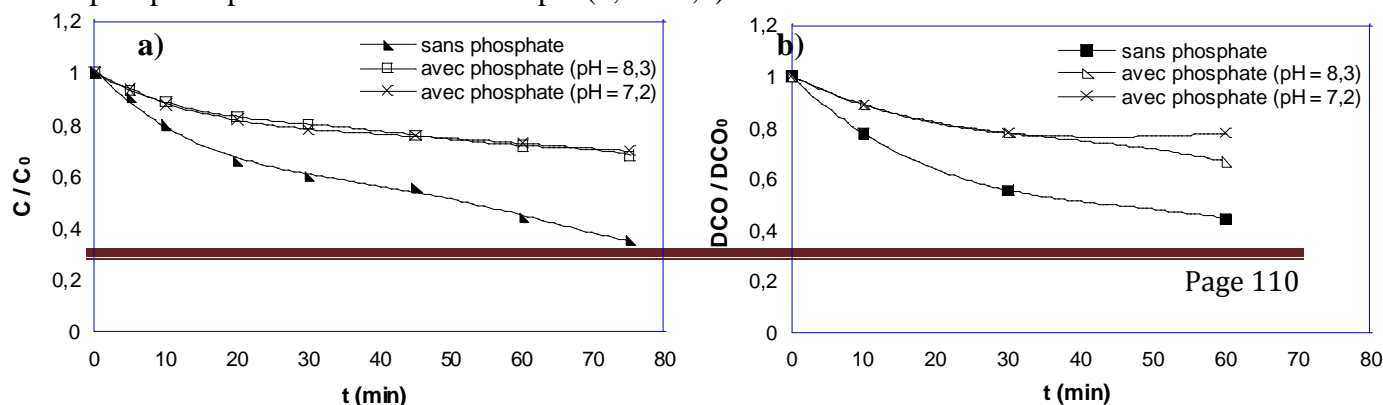 1,2
a)
sans phosphate
avec phosphate (pH = 8,3)
avec phosphate (pH = 7,2)
1
0,8
0,6
0,4
0,2
0
C / C₀
0 10 20 30 40 50 60 70 80
t (min)
1,2
b)
sans phosphate
avec phosphate (pH = 8,3)
avec phosphate (pH = 7,2)
1
0,8
0,6
0,4
0,2
0
DCO / DCO₀
0 10 20 30 40 50 60 70 80
t (min)
Page 110